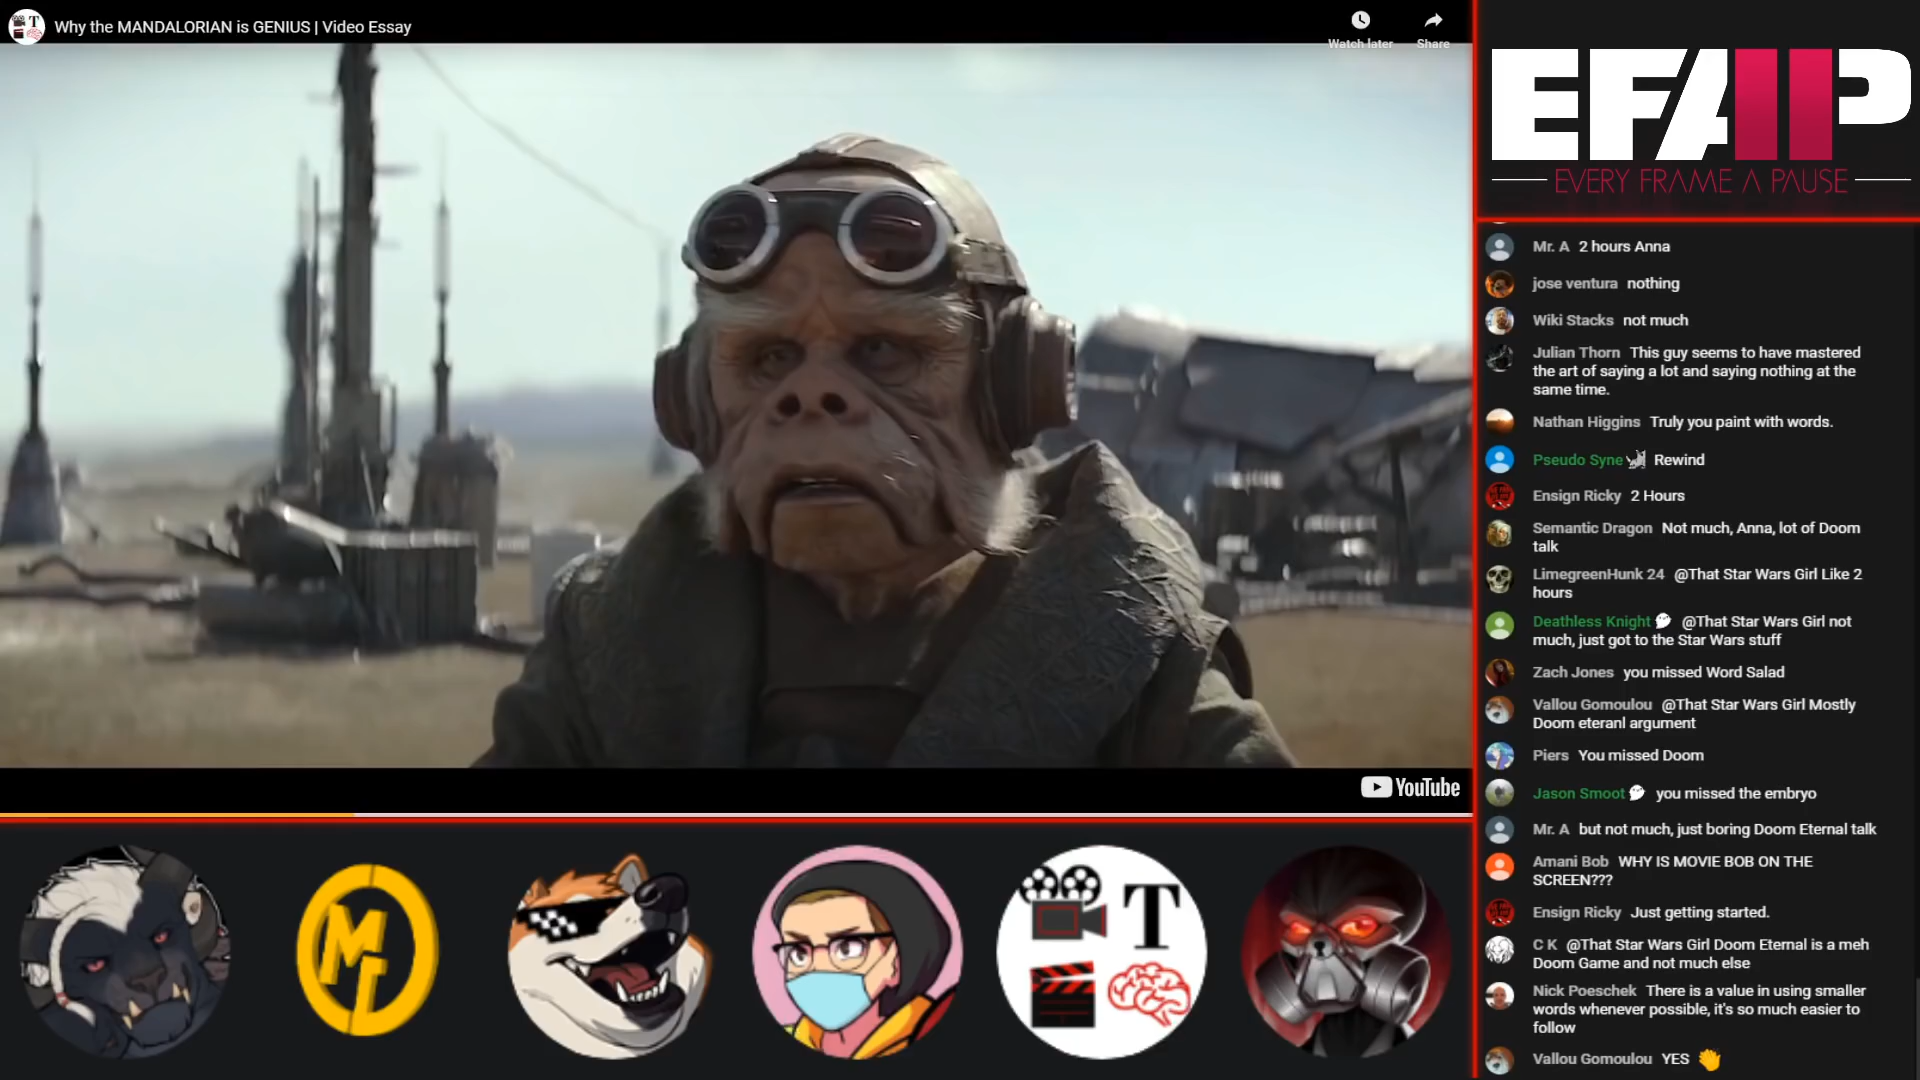 Why the MANDALORIAN is GENIUS | Video Essay
Watch later
Share
EFAP
EVERY FRAME A PAUSE
Mr. A 2 hours Anna
jose ventura nothing
Wiki Stacks not much
Julian Thorn This guy seems to have mastered
the art of saying a lot and saying nothing at the
same time.
Nathan Higgins Truly you paint with words.
Pseudo Syne Rewind
Ensign Ricky 2 Hours
Semantic Dragon Not much, Anna, lot of Doom
talk
LimegreenHunk 24 @That Star Wars Girl Like 2
hours
Deathless Knight @That Star Wars Girl not
much, just got to the Star Wars stuff
Zach Jones you missed Word Salad
Vallou Gomoulou @That Star Wars Girl Mostly
Doom eteranl argument
Piers You missed Doom
Jason Smoot you missed the embryo
Mr. A but not much, just boring Doom Eternal talk
Amani Bob WHY IS MOVIE BOB ON THE
SCREEN???
Ensign Ricky Just getting started.
C K @That Star Wars Girl Doom Eternal is a meh
Doom Game and not much else
Nick Poeschek There is a value in using smaller
words whenever possible, it's so much easier to
follow
Vallou Gomoulou YES 👏
YouTube
T